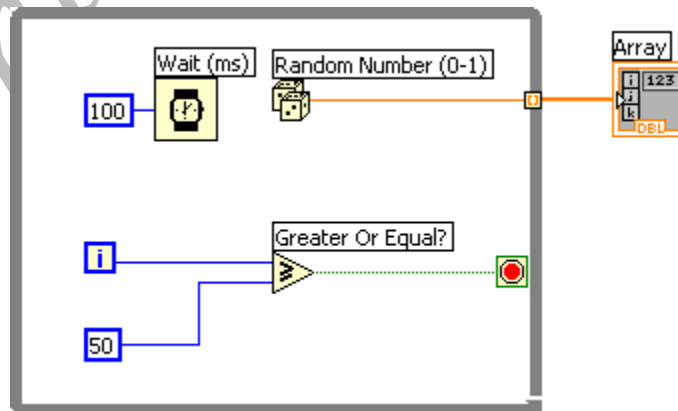 Wait (ms)
Random Number (0-1)
Array
100
i
123
j
k
DBL
Greater Or Equal?
i
50